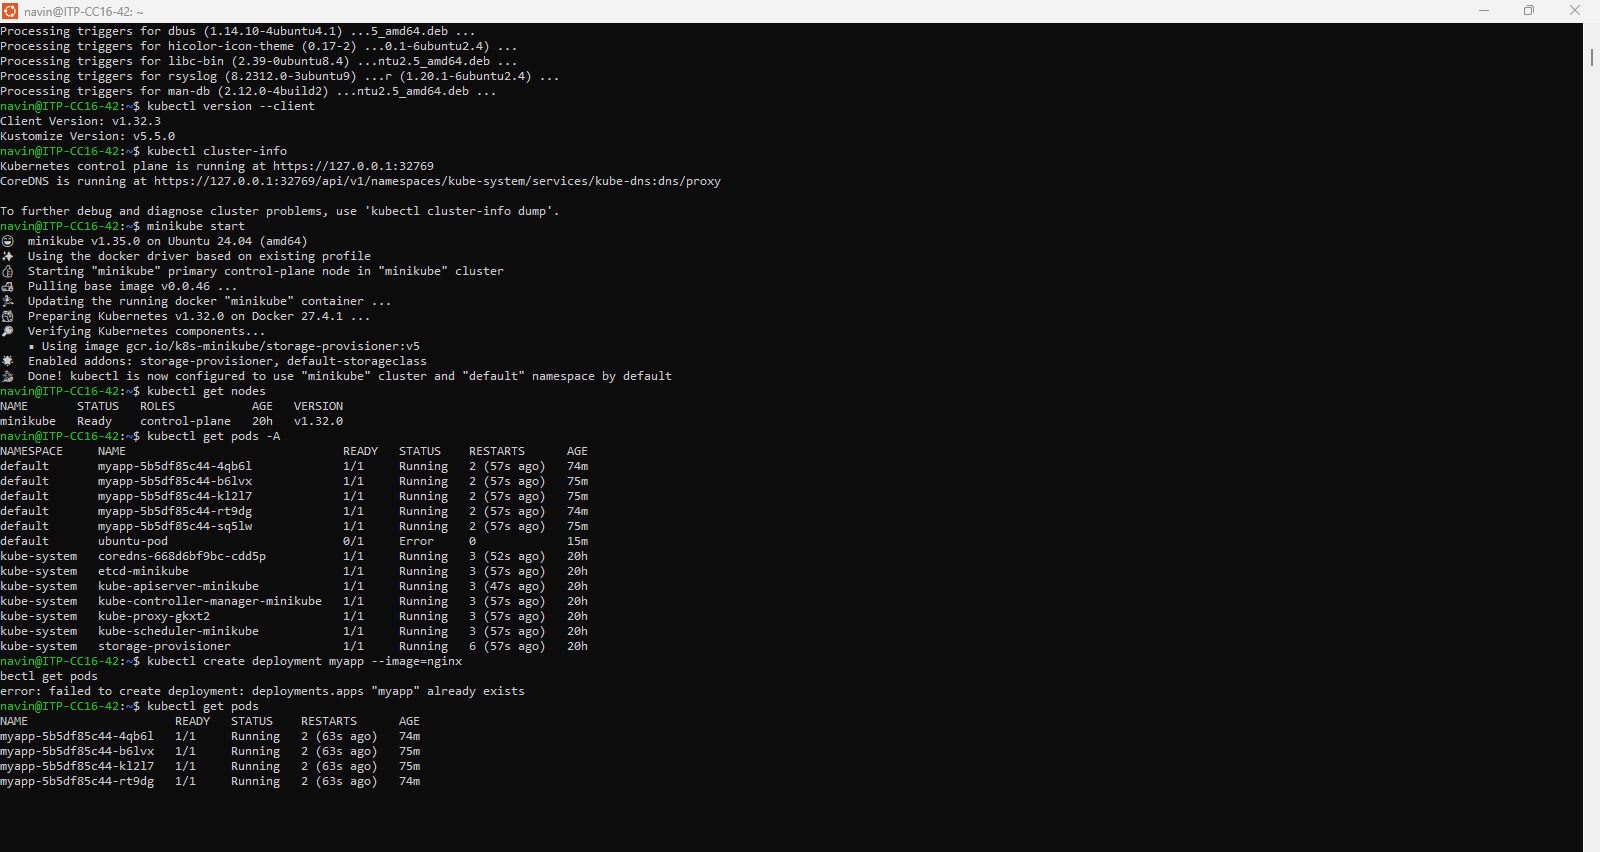 navin@ITP-CC16-42: ~
Processing triggers for dbus (1.14.10-4ubuntu4.1) ...5_amd64.deb ...
Processing triggers for hicolor-icon-theme (0.17-2) ...0.1-6ubuntu2.4) ...
Processing triggers for libc-bin (2.39-0ubuntu8.4) ...ntu2.5_amd64.deb ...
Processing triggers for rsyslog (8.2312.0-3ubuntu9) ...r (1.20.1-6ubuntu2.4) ...
Processing triggers for man-db (2.12.0-4build2) ...ntu2.5_amd64.deb ...
navin@ITP-CC16-42:~$ kubectl version --client
Client Version: v1.32.3
Kustomize Version: v5.5.0
navin@ITP-CC16-42:~$ kubectl cluster-info
Kubernetes control plane is running at https://127.0.0.1:32769
CoreDNS is running at https://127.0.0.1:32769/api/v1/namespaces/kube-system/services/kube-dns:dns/proxy
To further debug and diagnose cluster problems, use 'kubectl cluster-info dump'.
navin@ITP-CC16-42:~$ minikube start
minikube v1.35.0 on Ubuntu 24.04 (amd64)
Using the docker driver based on existing profile
Starting "minikube" primary control-plane node in "minikube" cluster
Pulling base image v0.0.46 ...
Updating the running docker "minikube" container ...
Preparing Kubernetes v1.32.0 on Docker 27.4.1 ...
Verifying Kubernetes components...
▪ Using image gcr.io/k8s-minikube/storage-provisioner:v5
Enabled addons: storage-provisioner, default-storageclass
Done! kubectl is now configured to use "minikube" cluster and "default" namespace by default
navin@ITP-CC16-42:~$ kubectl get nodes
NAME STATUS ROLES AGE VERSION
minikube Ready control-plane 20h v1.32.0
navin@ITP-CC16-42:~$ kubectl get pods -A
NAMESPACE NAME READY STATUS RESTARTS AGE
default myapp-5b5df85c44-4qb6l 1/1 Running 2 (57s ago) 74m
default myapp-5b5df85c44-b6lvx 1/1 Running 2 (57s ago) 75m
default myapp-5b5df85c44-kl2l7 1/1 Running 2 (57s ago) 75m
default myapp-5b5df85c44-rt9dg 1/1 Running 2 (57s ago) 74m
default myapp-5b5df85c44-sq5lw 1/1 Running 2 (57s ago) 75m
default ubuntu-pod 0/1 Error 0 15m
kube-system coredns-668d6bf9bc-cdd5p 1/1 Running 3 (52s ago) 20h
kube-system etcd-minikube 1/1 Running 3 (57s ago) 20h
kube-system kube-apiserver-minikube 1/1 Running 3 (47s ago) 20h
kube-system kube-controller-manager-minikube 1/1 Running 3 (57s ago) 20h
kube-system kube-proxy-gkxt2 1/1 Running 3 (57s ago) 20h
kube-system kube-scheduler-minikube 1/1 Running 3 (57s ago) 20h
kube-system storage-provisioner 1/1 Running 6 (57s ago) 20h
navin@ITP-CC16-42:~$ kubectl create deployment myapp --image=nginx
bectl get pods
error: failed to create deployment: deployments.apps "myapp" already exists
navin@ITP-CC16-42:~$ kubectl get pods
NAME READY STATUS RESTARTS AGE
myapp-5b5df85c44-4qb6l 1/1 Running 2 (63s ago) 74m
myapp-5b5df85c44-b6lvx 1/1 Running 2 (63s ago) 75m
myapp-5b5df85c44-kl2l7 1/1 Running 2 (63s ago) 75m
myapp-5b5df85c44-rt9dg 1/1 Running 2 (63s ago) 74m